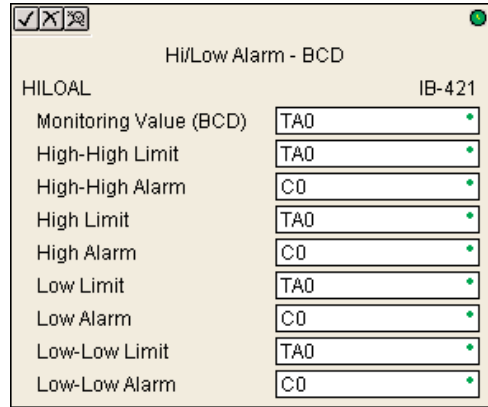 Hi/Low Alarm - BCD
HILOAL IB-421
Monitoring Value (BCD) TA0
High-High Limit TA0
High-High Alarm C0
High Limit TA0
High Alarm C0
Low Limit TA0
Low Alarm C0
Low-Low Limit TA0
Low-Low Alarm C0